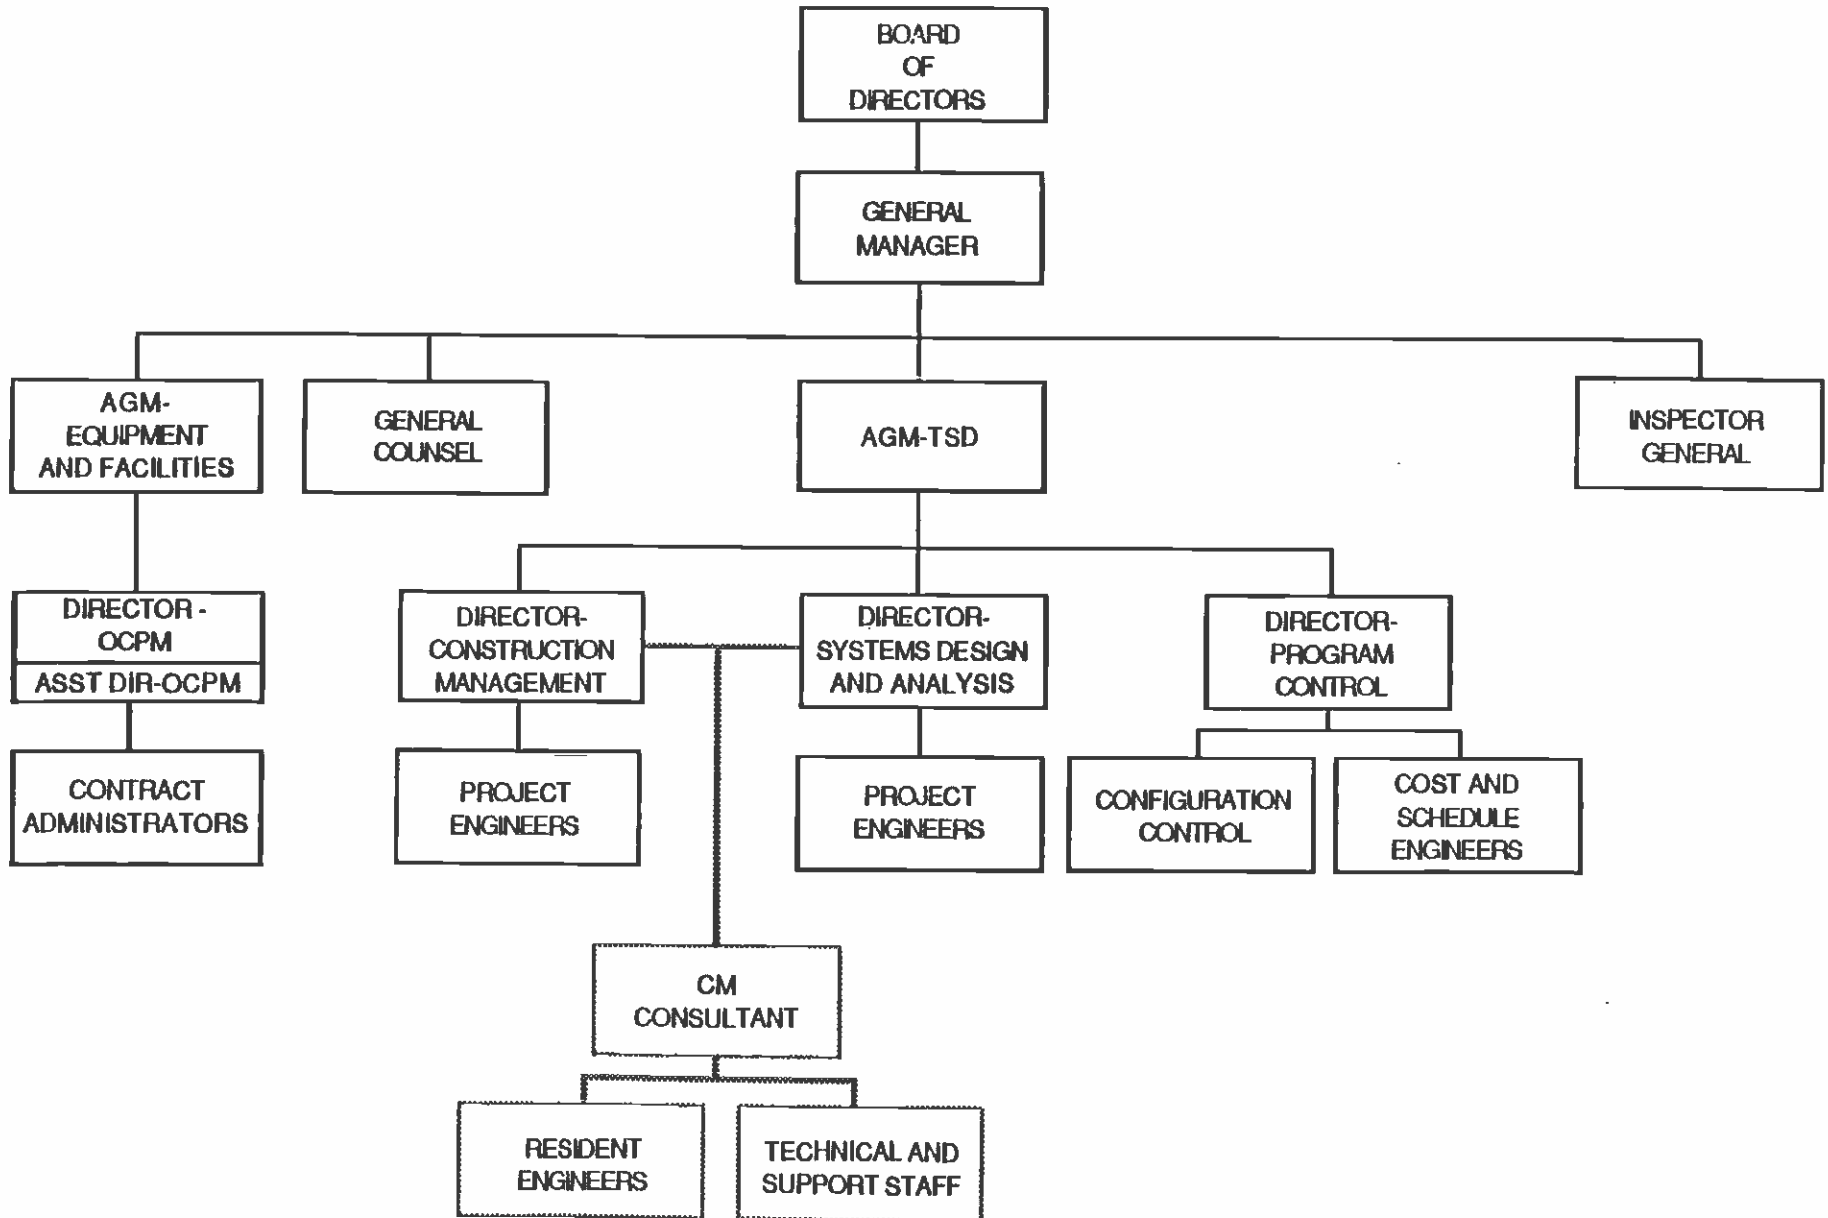 BOARD
OF
DIRECTORS
GENERAL
MANAGER
AGM-
EQUIPMENT
AND FACILITIES
GENERAL
COUNSEL
AGM-TSD
INSPECTOR
GENERAL
DIRECTOR -
OCPM
ASST DIR-OCPM
DIRECTOR-
CONSTRUCTION
MANAGEMENT
DIRECTOR-
SYSTEMS DESIGN
AND ANALYSIS
DIRECTOR-
PROGRAM
CONTROL
CONTRACT
ADMINISTRATORS
PROJECT
ENGINEERS
PROJECT
ENGINEERS
CONFIGURATION
CONTROL
COST AND
SCHEDULE
ENGINEERS
CM
CONSULTANT
RESIDENT
ENGINEERS
TECHNICAL AND
SUPPORT STAFF